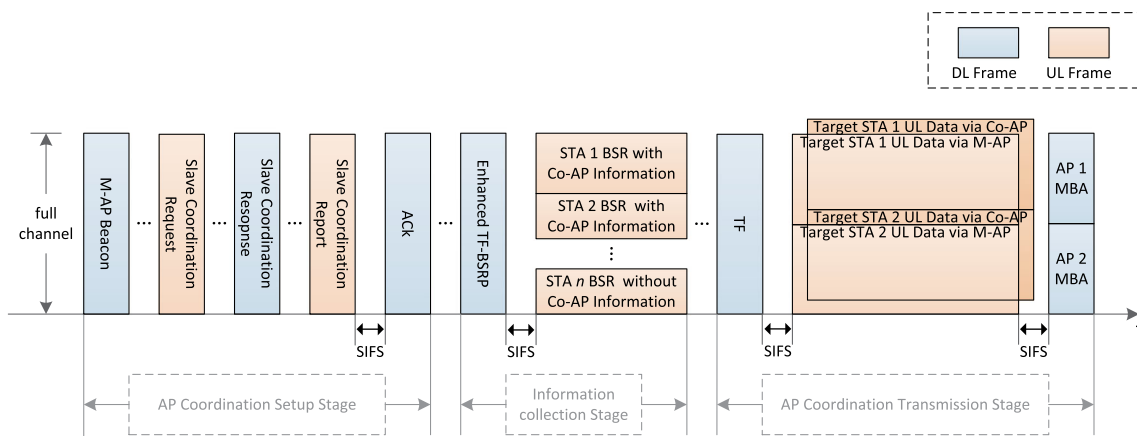 DL Frame
UL Frame
full
channel
M-AP Beacon
...
Slave Coordination
Request
Slave Coordination
Resopnse
...
Slave Coordination
Report
ACk
...
Enhanced TF-BSRP
STA 1 BSR with
Co-AP Information
STA 2 BSR with
Co-AP Information
...
STA n BSR without
Co-AP Information
...
TF
Target STA 1 UL Data via Co-AP
Target STA 1 UL Data via M-AP
Target STA 2 UL Data via Co-AP
Target STA 2 UL Data via M-AP
AP 1
MBA
AP 2
MBA
SIFS
SIFS
SIFS
SIFS
AP Coordination Setup Stage
Information
collection Stage
AP Coordination Transmission Stage